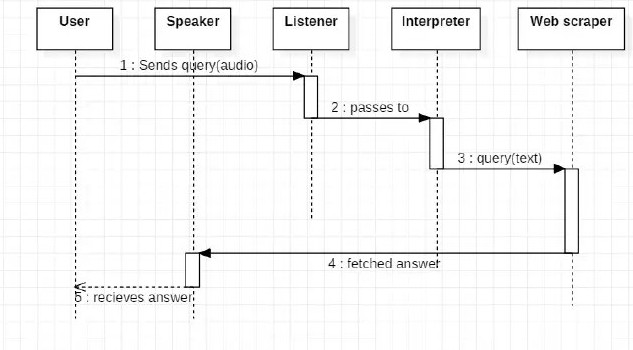 User
Speaker
Listener
Interpreter
Web scraper
1 : Sends query(audio)
2 : passes to
3 : query(text)
4 : fetched answer
5 : recieves answer